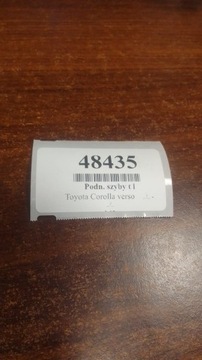 48435
Podn. szyby t l
Toyota Corolla verso